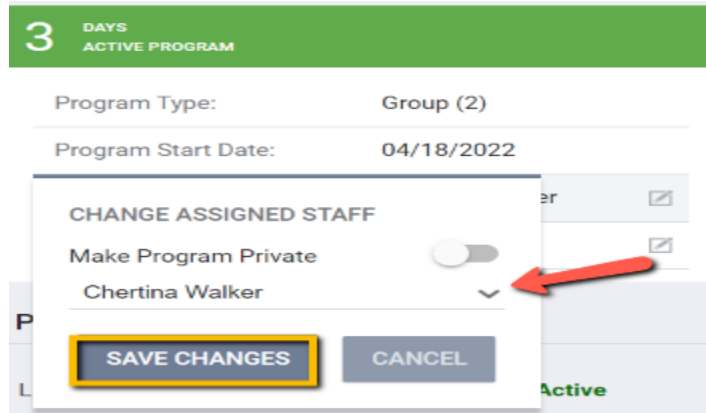 3 DAYS
ACTIVE PROGRAM
Program Type: Group (2)
Program Start Date: 04/18/2022
er
CHANGE ASSIGNED STAFF
Make Program Private
Chertina Walker
P
SAVE CHANGES CANCEL
L Active